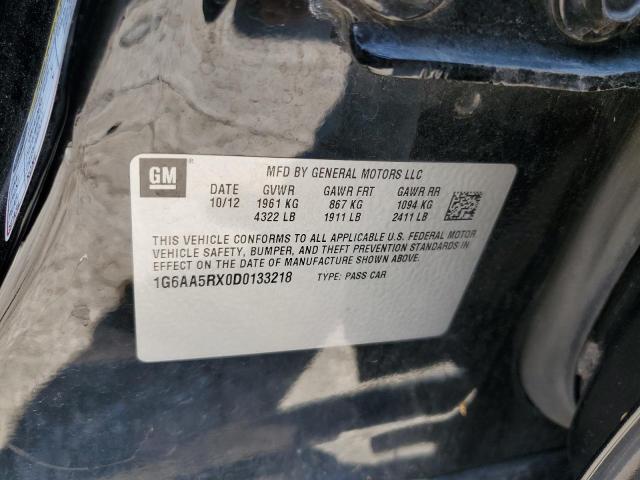 GM ® MFD BY GENERAL MOTORS LLC
DATE GVWR GAWR FRT GAWR RR
10/12 1961 KG 867 KG 1094 KG
4322 LB 1911 LB 2411 LB
THIS VEHICLE CONFORMS TO ALL APPLICABLE U.S. FEDERAL MOTOR
VEHICLE SAFETY, BUMPER, AND THEFT PREVENTION STANDARDS IN
EFFECT ON THE DATE OF MANUFACTURE SHOWN ABOVE.
1G6AA5RX0D0133218 TYPE: PASS CAR